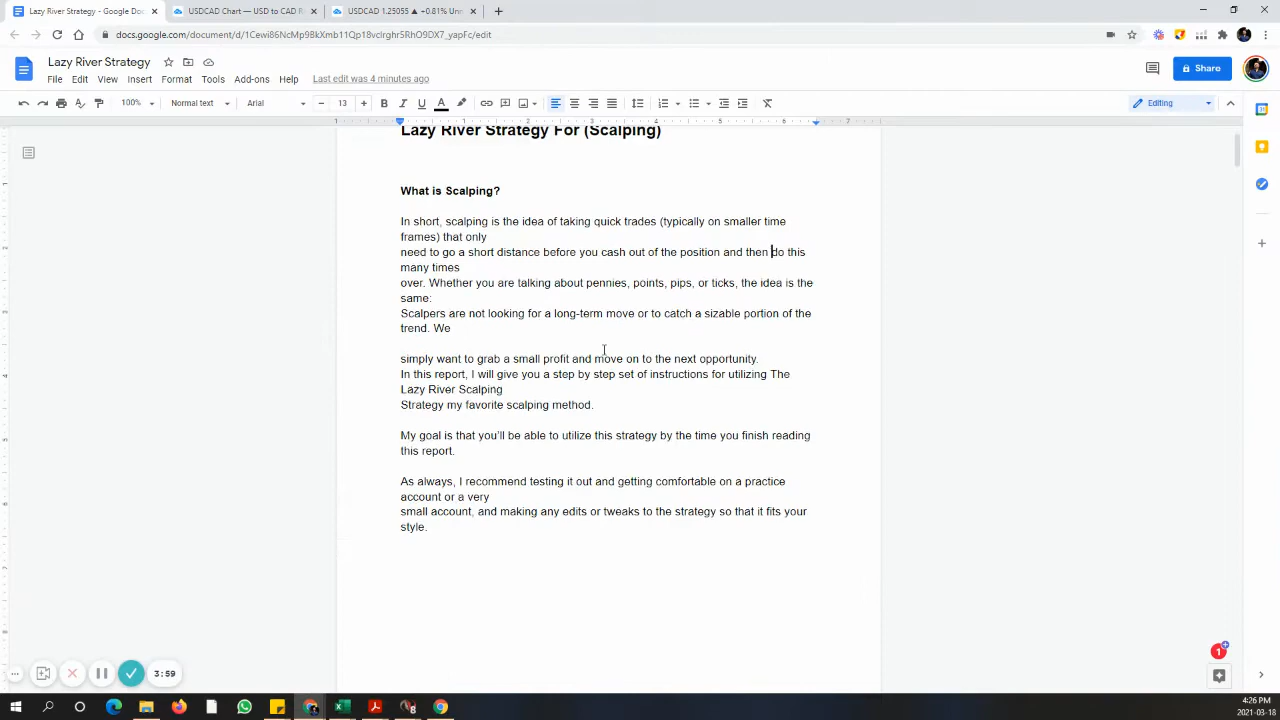 Lazy River Strategy - Google Doc
USDCAD Chart — USD to CAD R
USDCAD 1.25055 ▲ +0.81% Unn
docs.google.com/document/d/1Cewi86NcMp9BkXmb11Qp18vcirghr5RhO9DX7_yapFc/edit
Lazy River Strategy
File Edit View Insert Format Tools Add-ons Help Last edit was 4 minutes ago
Share
100% Normal text Arial 13 B I U A Editing
1 1 2 3 4 5 6 7
Lazy River Strategy For (Scalping)
What is Scalping?
In short, scalping is the idea of taking quick trades (typically on smaller time
frames) that only
need to go a short distance before you cash out of the position and then do this
many times
over. Whether you are talking about pennies, points, pips, or ticks, the idea is the
same:
Scalpers are not looking for a long-term move or to catch a sizable portion of the
trend. We
simply want to grab a small profit and move on to the next opportunity.
In this report, I will give you a step by step set of instructions for utilizing The
Lazy River Scalping
Strategy my favorite scalping method.
My goal is that you'll be able to utilize this strategy by the time you finish reading
this report.
As always, I recommend testing it out and getting comfortable on a practice
account or a very
small account, and making any edits or tweaks to the strategy so that it fits your
style.
1
3:59
4:26 PM
2021-03-18